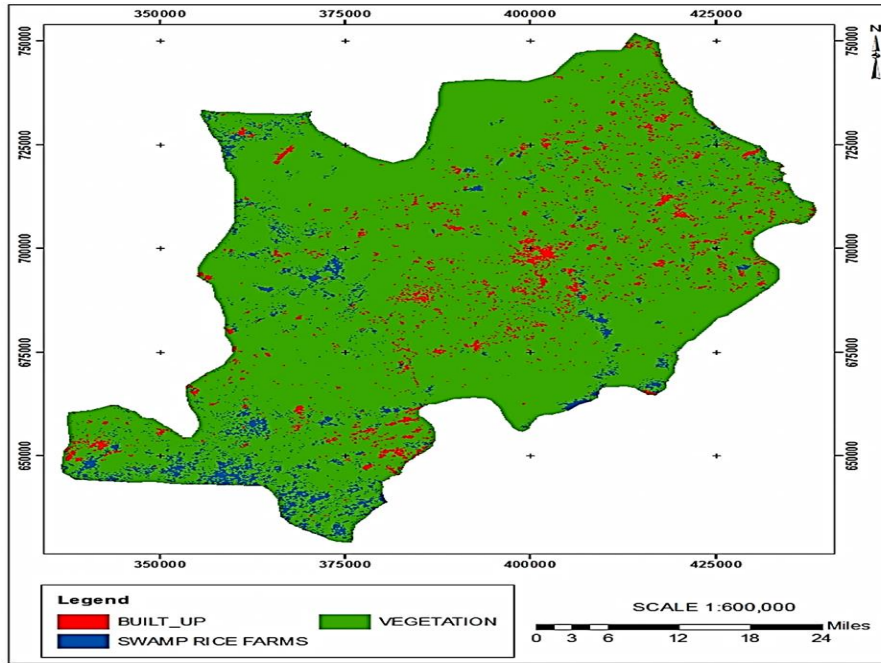 350000 375000 400000 425000
750000 750000
N
725000 725000
700000 700000
675000 675000
650000 650000
350000 375000 400000 425000
Legend
BUILT_UP VEGETATION
SWAMP RICE FARMS
SCALE 1:600,000
Miles
0 3 6 12 18 24